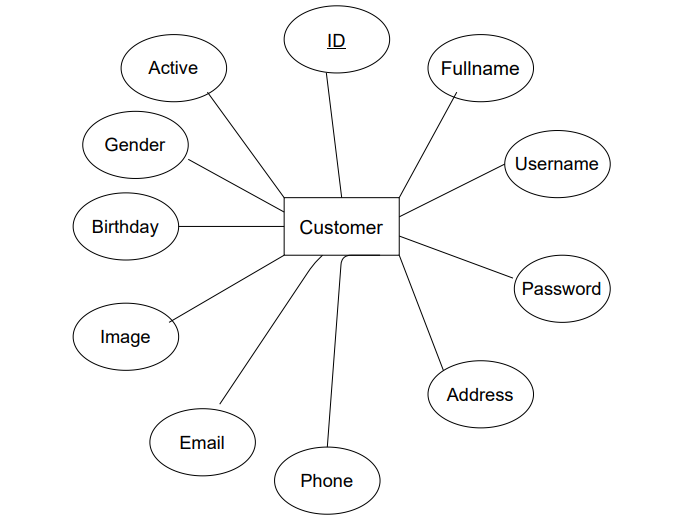 ID
Active
Fullname
Gender
Username
Birthday
Customer
Password
Image
Address
Email
Phone